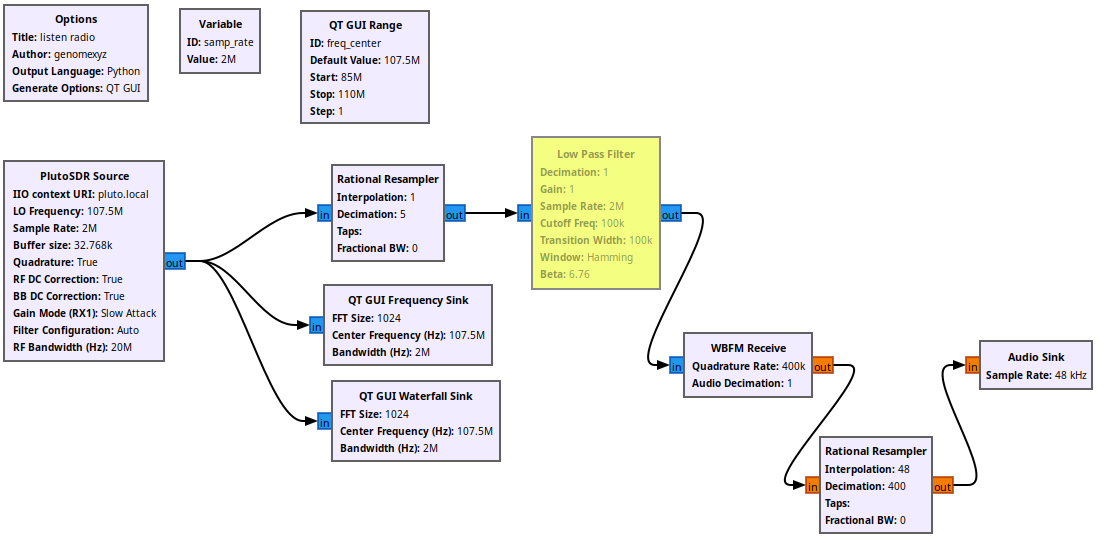 Options
Title: listen radio
Author: genomexyz
Output Language: Python
Generate Options: QT GUI
Variable
ID: samp_rate
Value: 2M
QT GUI Range
ID: freq_center
Default Value: 107.5M
Start: 85M
Stop: 110M
Step: 1
PlutoSDR Source
IIO context URI: pluto.local
LO Frequency: 107.5M
Sample Rate: 2M
Buffer size: 32.768k
Quadrature: True
RF DC Correction: True
BB DC Correction: True
Gain Mode (RX1): Slow Attack
Filter Configuration: Auto
RF Bandwidth (Hz): 20M
out
in
Rational Resampler
Interpolation: 1
Decimation: 5
Taps:
Fractional BW: 0
out
in
Low Pass Filter
Decimation: 1
Gain: 1
Sample Rate: 2M
Cutoff Freq: 100k
Transition Width: 100k
Window: Hamming
Beta: 6.76
out
in
QT GUI Frequency Sink
FFT Size: 1024
Center Frequency (Hz): 107.5M
Bandwidth (Hz): 2M
in
QT GUI Waterfall Sink
FFT Size: 1024
Center Frequency (Hz): 107.5M
Bandwidth (Hz): 2M
in
WBFM Receive
Quadrature Rate: 400k
Audio Decimation: 1
out
in
Rational Resampler
Interpolation: 48
Decimation: 400
Taps:
Fractional BW: 0
out
in
Audio Sink
Sample Rate: 48 kHz